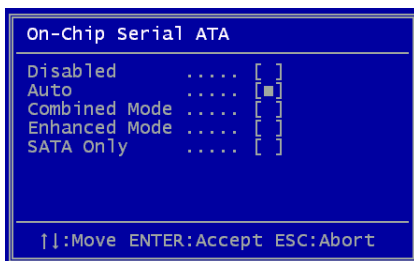 On-Chip Serial ATA
Disabled ..... [ ]
Auto ..... [■]
Combined Mode ..... [ ]
Enhanced Mode ..... [ ]
SATA Only ..... [ ]
↑↓:Move ENTER:Accept ESC:Abort